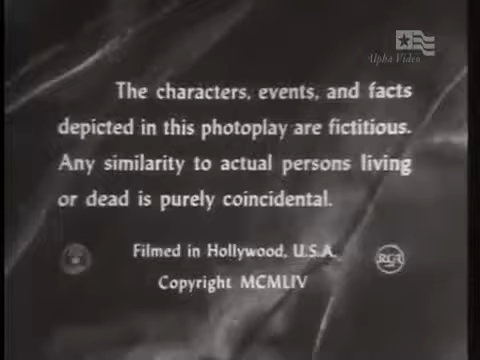 Alpha Video
The characters, events, and facts
depicted in this photoplay are fictitious.
Any similarity to actual persons living
or dead is purely coincidental.
Filmed in Hollywood, U.S.A.
RCA
Copyright MCMLIV